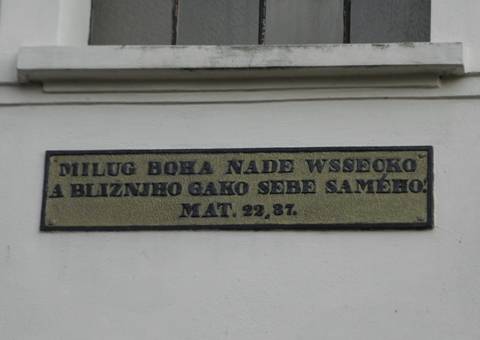 MILUG BOHA NADE WSSECKO
A BLIŽNJHO GAKO SEBE SAMÉHO!
MAT. 22, 37.